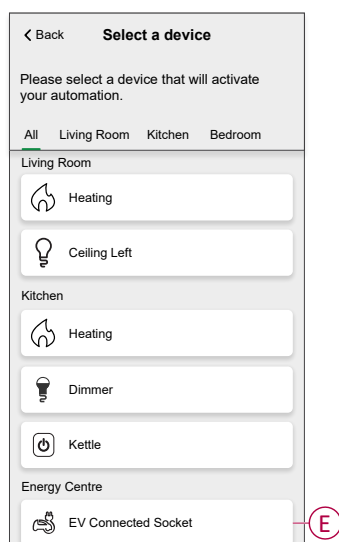 Back Select a device
Please select a device that will activate
your automation.
All Living Room Kitchen Bedroom
Living Room
Heating
Ceiling Left
Kitchen
Heating
Dimmer
Kettle
Energy Centre
EV Connected Socket E